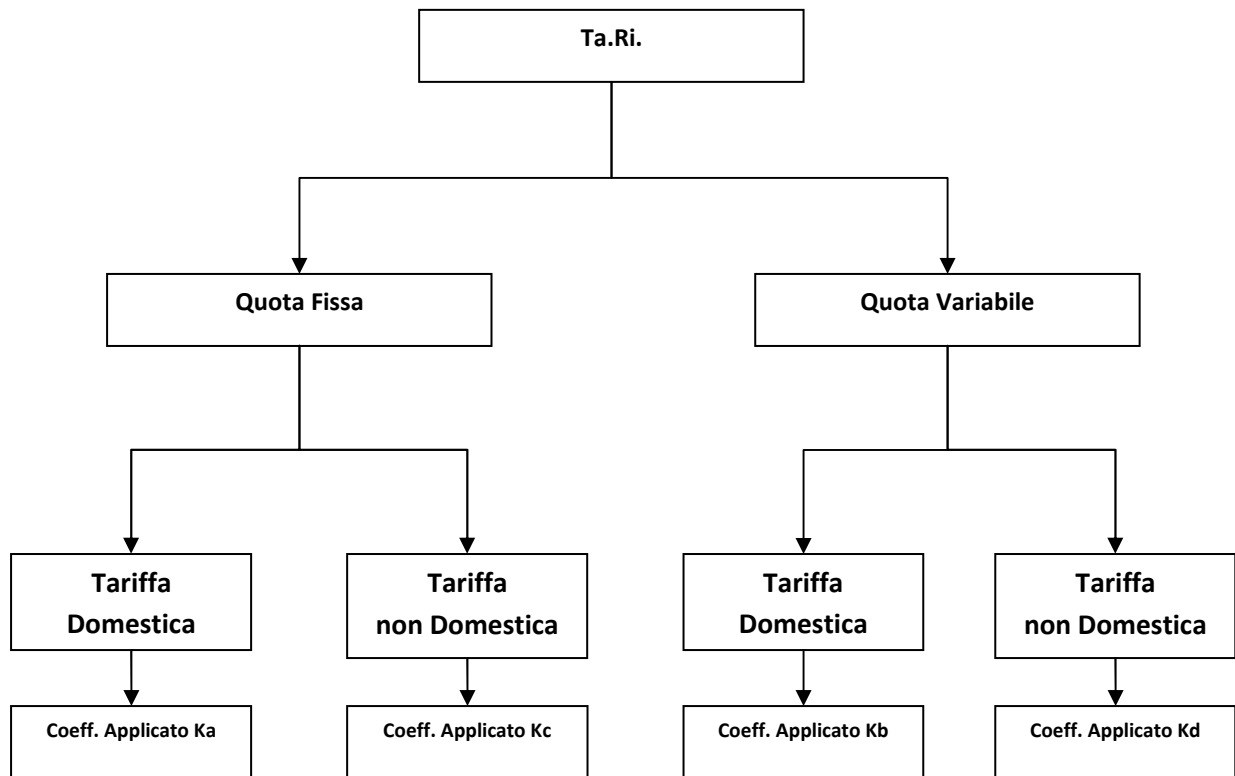 Ta.Ri.
Quota Fissa
Quota Variabile
Tariffa
Domestica
Tariffa
non Domestica
Tariffa
Domestica
Tariffa
non Domestica
Coeff. Applicato Ka
Coeff. Applicato Kc
Coeff. Applicato Kb
Coeff. Applicato Kd